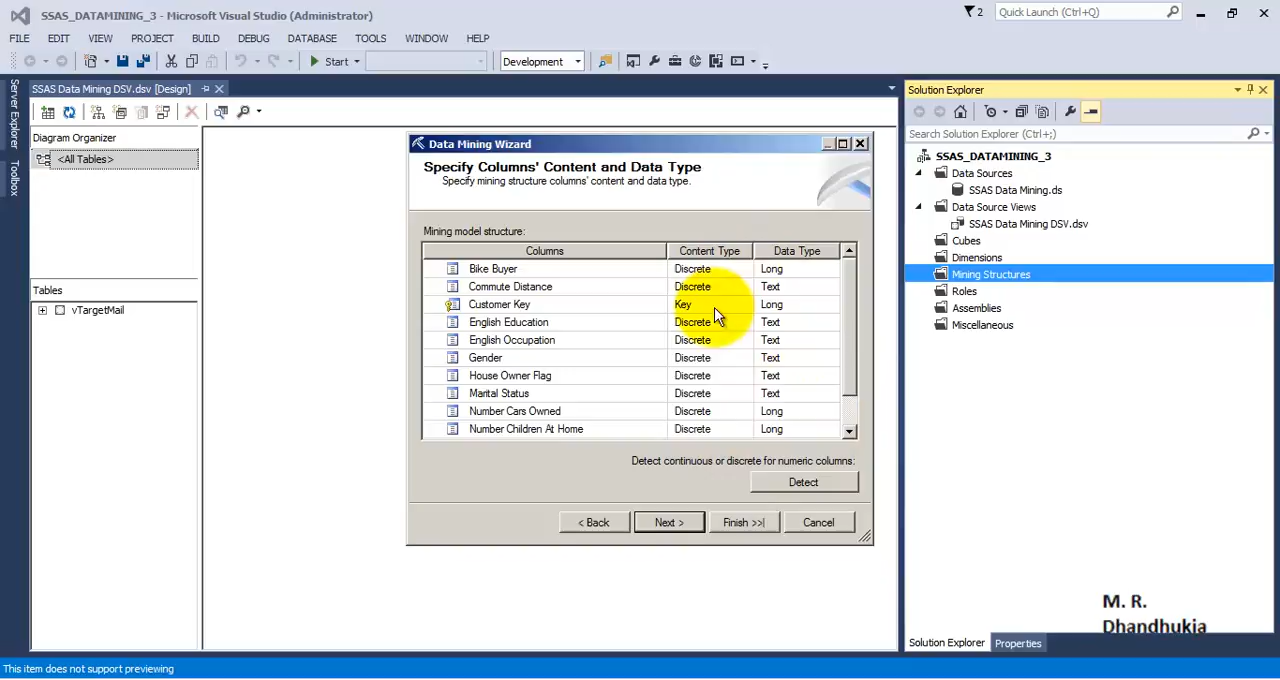 SSAS_DATAMINING_3 - Microsoft Visual Studio (Administrator)
2
Quick Launch (Ctrl+Q)
FILE EDIT VIEW PROJECT BUILD DEBUG DATABASE TOOLS WINDOW HELP
Start
Development
Server Explorer
Toolbox
SSAS Data Mining DSV.dsv [Design]
Diagram Organizer
<All Tables>
Tables
vTargetMail
Data Mining Wizard
Specify Columns' Content and Data Type
Specify mining structure columns' content and data type.
Mining model structure:
Columns Content Type Data Type
Bike Buyer Discrete Long
Commute Distance Discrete Text
Customer Key Key Long
English Education Discrete Text
English Occupation Discrete Text
Gender Discrete Text
House Owner Flag Discrete Text
Marital Status Discrete Text
Number Cars Owned Discrete Long
Number Children At Home Discrete Long
Detect continuous or discrete for numeric columns:
Detect
< Back Next > Finish >>| Cancel
Solution Explorer
Search Solution Explorer (Ctrl+;)
SSAS_DATAMINING_3
Data Sources
SSAS Data Mining.ds
Data Source Views
SSAS Data Mining DSV.dsv
Cubes
Dimensions
Mining Structures
Roles
Assemblies
Miscellaneous
M. R.
Dhandhukia
Solution Explorer Properties
This item does not support previewing